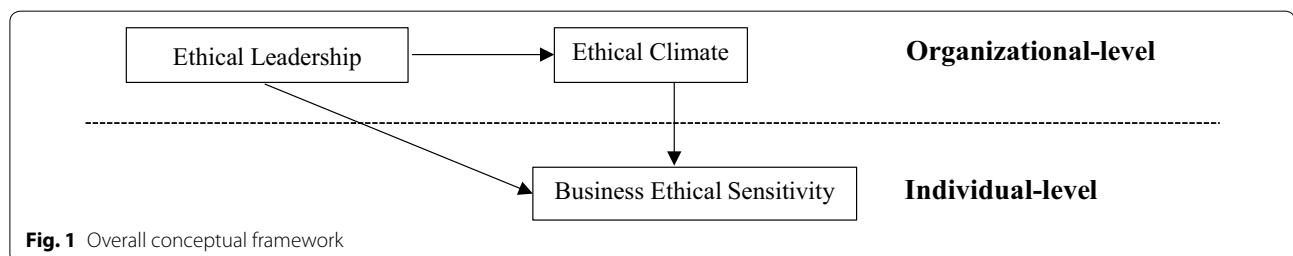 Ethical Leadership
Ethical Climate
Organizational-level
Business Ethical Sensitivity
Individual-level
Fig. 1 Overall conceptual framework